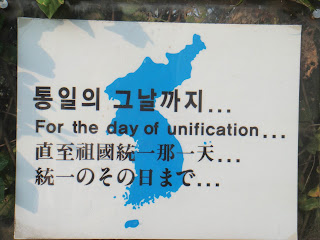 통일의 그날까지...
For the day of unification...
直至祖國統一那一天...
統一のその日まで...